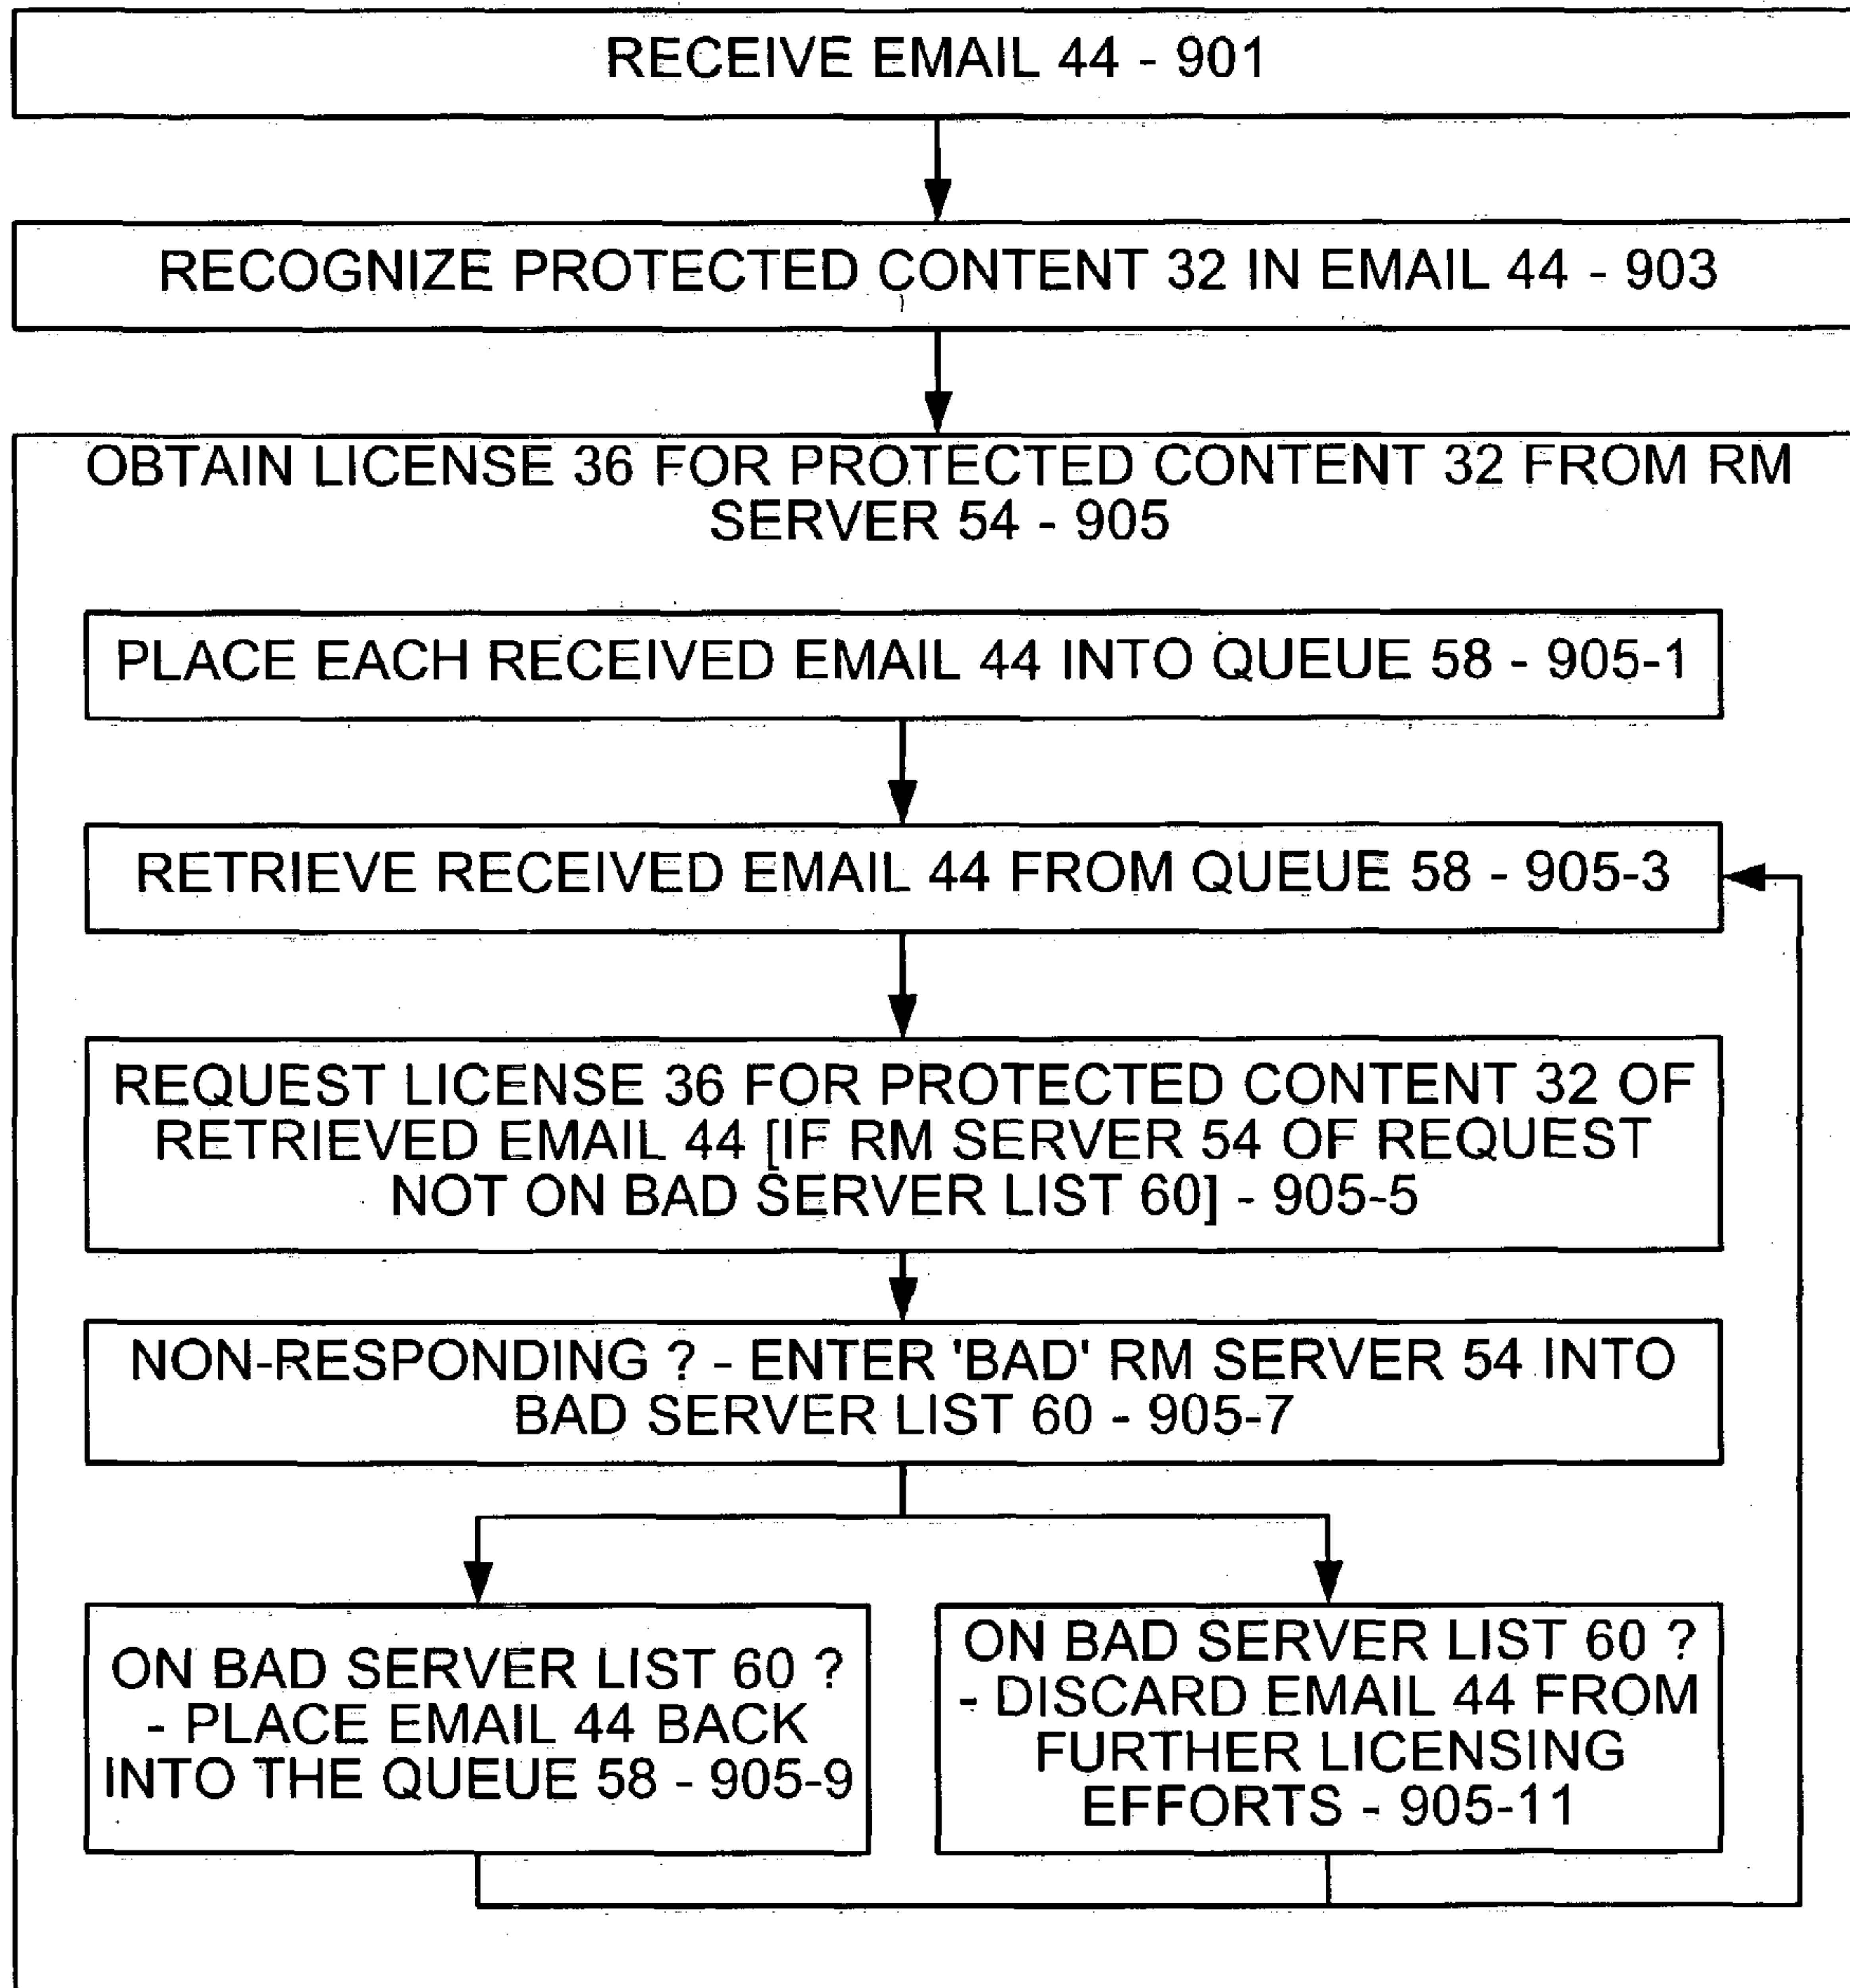 RECEIVE EMAIL 44 - 901
RECOGNIZE PROTECTED CONTENT 32 IN EMAIL 44 - 903
OBTAIN LICENSE 36 FOR PROTECTED CONTENT 32 FROM RM
SERVER 54 - 905
PLACE EACH RECEIVED EMAIL 44 INTO QUEUE 58 - 905-1
RETRIEVE RECEIVED EMAIL 44 FROM QUEUE 58 - 905-3
REQUEST LICENSE 36 FOR PROTECTED CONTENT 32 OF
RETRIEVED EMAIL 44 [IF RM SERVER 54 OF REQUEST
NOT ON BAD SERVER LIST 60] - 905-5
NON-RESPONDING ? - ENTER 'BAD' RM SERVER 54 INTO
BAD SERVER LIST 60 - 905-7
ON BAD SERVER LIST 60 ?
- PLACE EMAIL 44 BACK
INTO THE QUEUE 58 - 905-9
ON BAD SERVER LIST 60 ?
- DISCARD EMAIL 44 FROM
FURTHER LICENSING
EFFORTS - 905-11